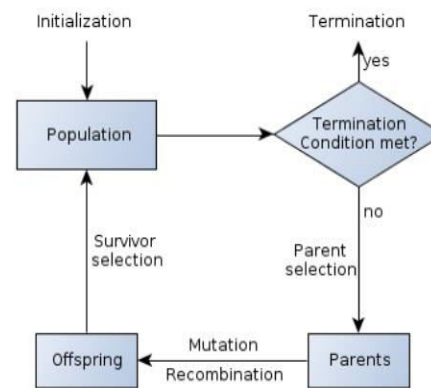 Initialization
Termination
yes
Population
Termination
Condition met?
no
Survivor
selection
Parent
selection
Mutation
Offspring
Parents
Recombination